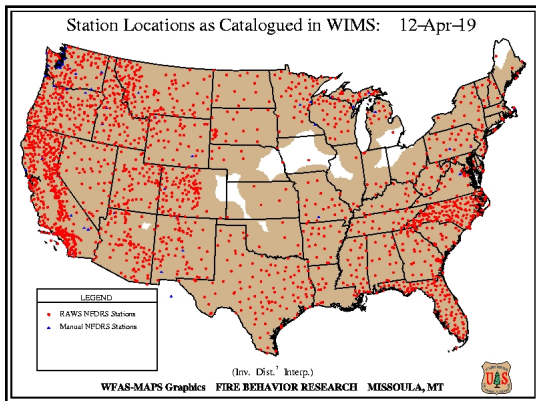 Station Locations as Catalogued in WIMS: 12-Apr-19
LEGEND
RAWS NFDRS Stations
Manual NFDRS Stations
(Inv. Dist.² Interp.)
WFAS-MAPS Graphics FIRE BEHAVIOR RESEARCH MISSOULA, MT
U S